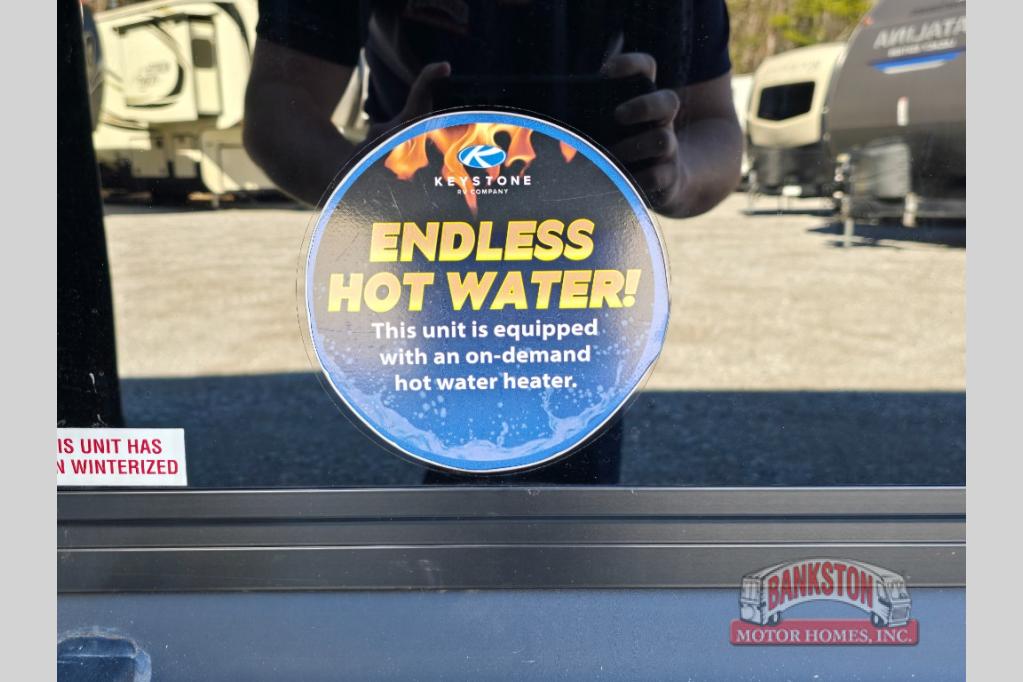 KEYSTONE
RV COMPANY
ENDLESS
HOT WATER!
This unit is equipped
with an on-demand
hot water heater.
IS UNIT HAS
N WINTERIZED
BANKSTON
MOTOR HOMES, INC.